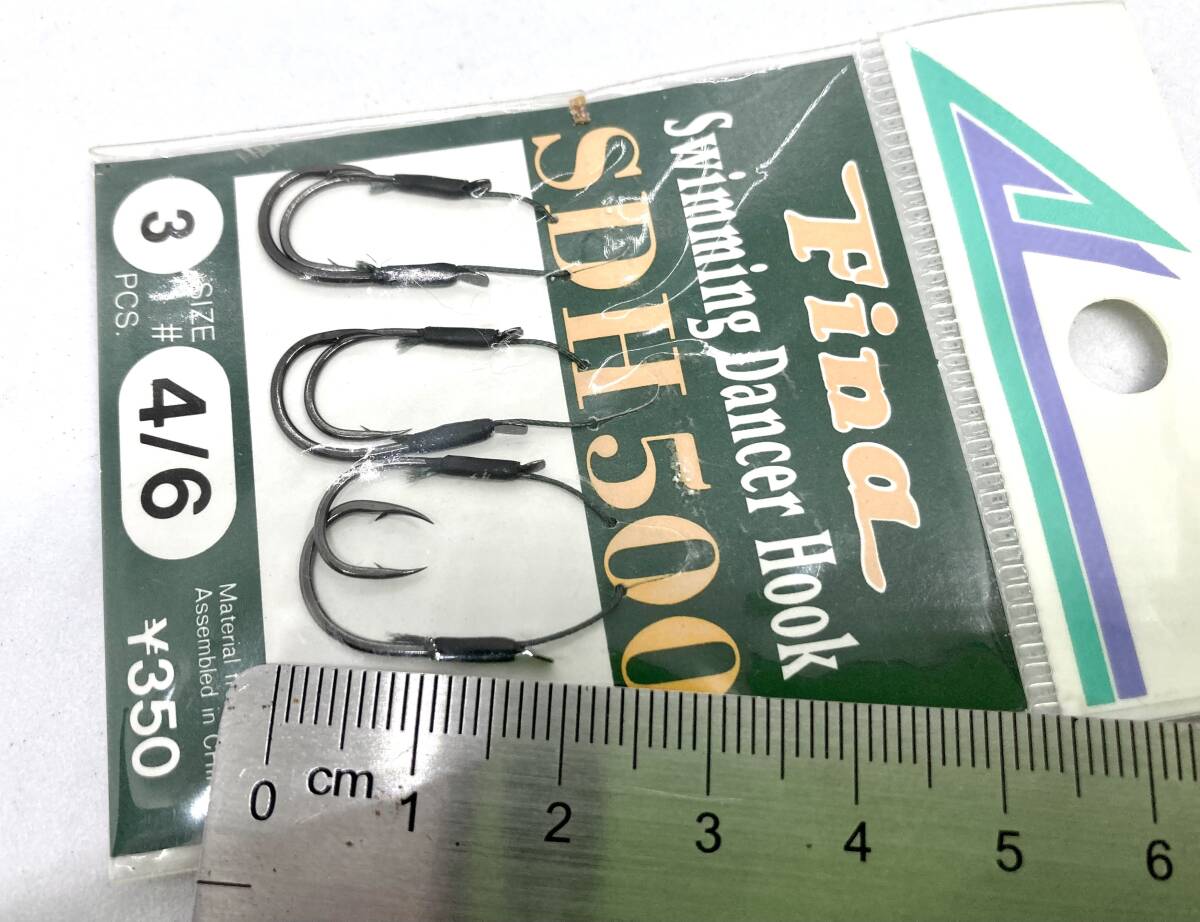 Fina
Swimming Dancer Hook
SDH500
3
PCS.
SIZE
#
4/6
Material
Assembled in
¥350
cm
0 1 2 3 4 5 6